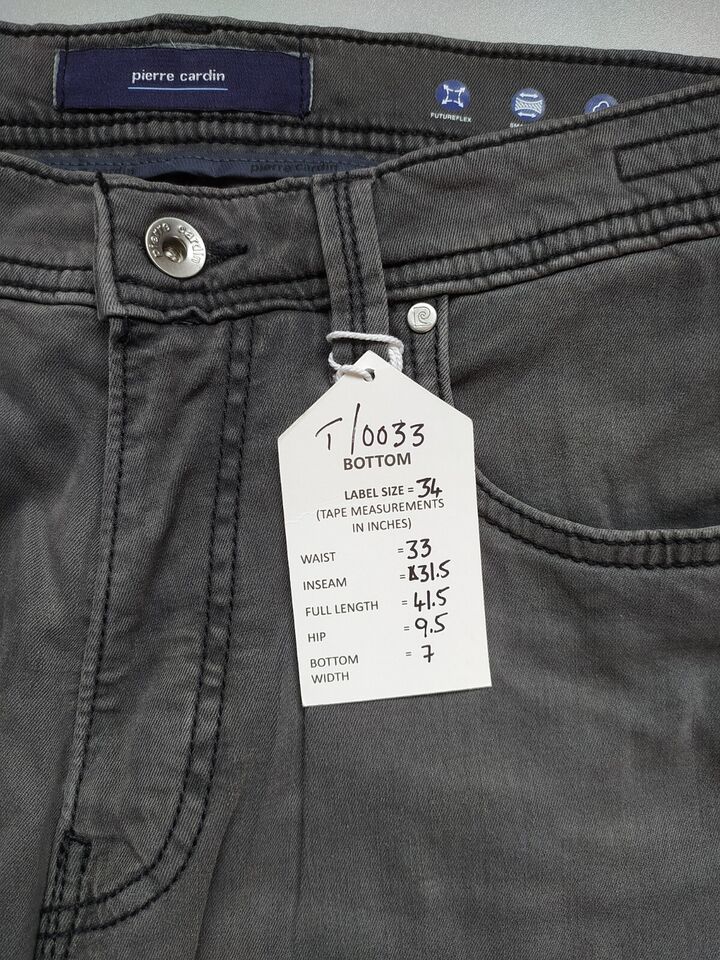 pierre cardin
FUTUREFLEX
pierre cardin
pierre cardin
T/0033
BOTTOM
LABEL SIZE = 34
(TAPE MEASUREMENTS
IN INCHES)
WAIST = 33
INSEAM = 31.5
FULL LENGTH = 41.5
HIP = 9.5
BOTTOM = 7
WIDTH